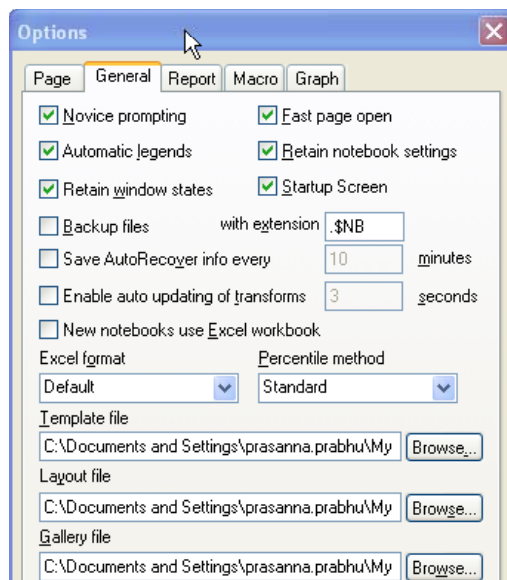 Options
Page General Report Macro Graph
Novice prompting Fast page open
Automatic legends Retain notebook settings
Retain window states Startup Screen
Backup files with extension .$NB
Save AutoRecover info every 10 minutes
Enable auto updating of transforms 3 seconds
New notebooks use Excel workbook
Excel format Percentile method
Default Standard
Template file
C:\Documents and Settings\prasanna.prabhu\My Browse...
Layout file
C:\Documents and Settings\prasanna.prabhu\My Browse...
Gallery file
C:\Documents and Settings\prasanna.prabhu\My Browse...